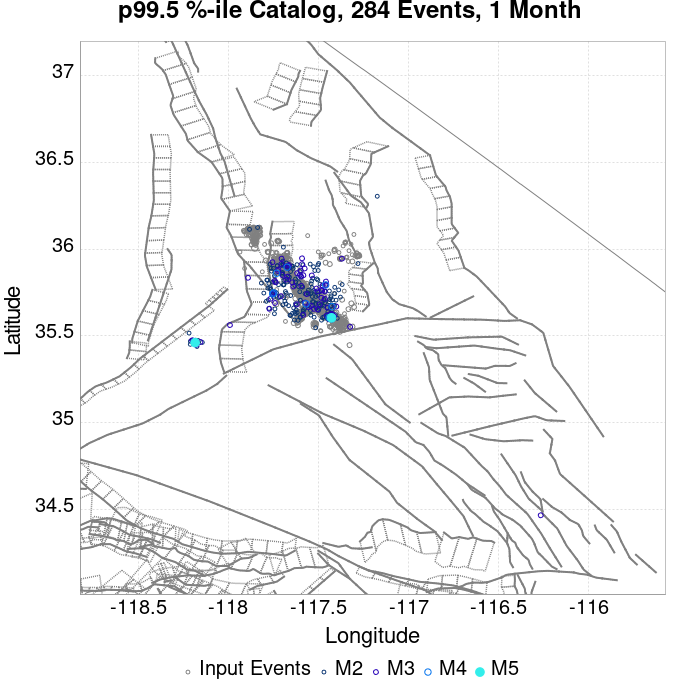 p99.5 %-ile Catalog, 284 Events, 1 Month
37
36.5
36
35.5
35
34.5
Latitude
-118.5 -118 -117.5 -117 -116.5 -116
Longitude
Input Events M2 M3 M4 M5